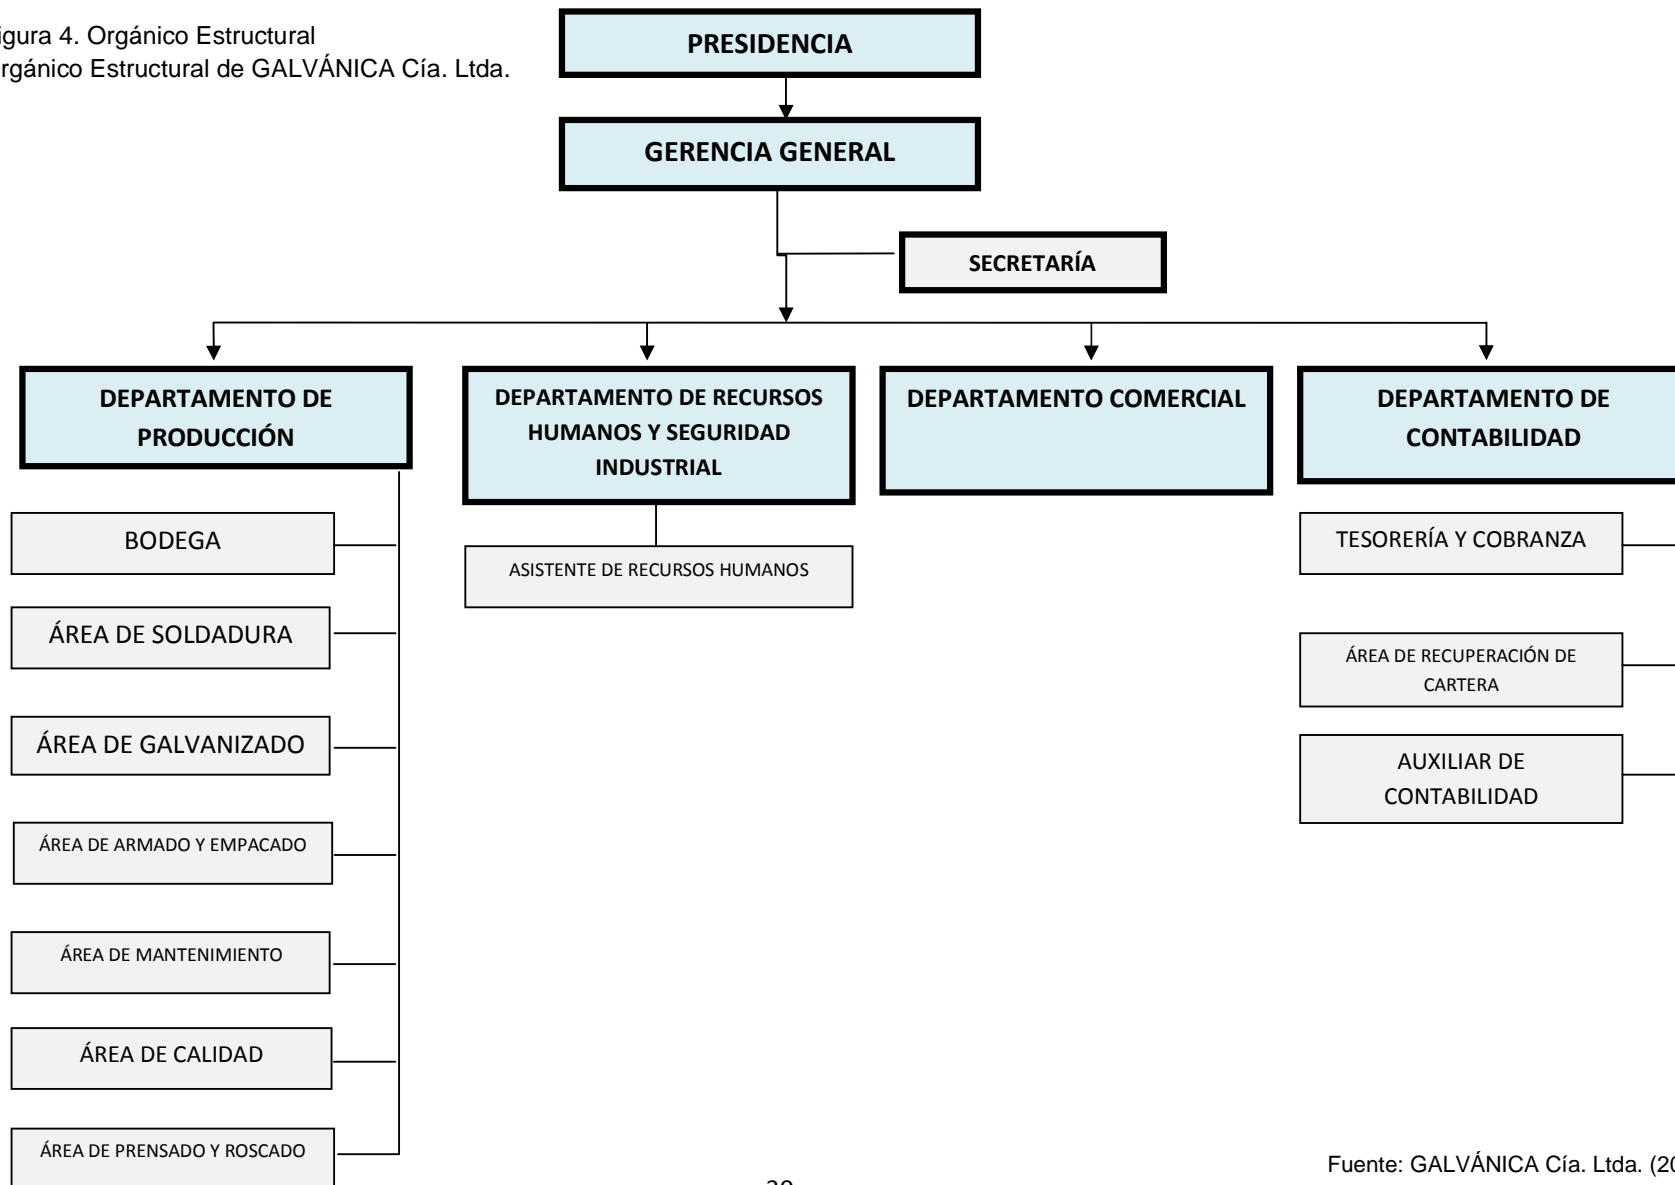 igura 4. Orgánico Estructural
rgánico Estructural de GALVÁNICA Cía. Ltda.
PRESIDENCIA
GERENCIA GENERAL
SECRETARÍA
DEPARTAMENTO DE
PRODUCCIÓN
BODEGA
ÁREA DE SOLDADURA
ÁREA DE GALVANIZADO
ÁREA DE ARMADO Y EMPACADO
ÁREA DE MANTENIMIENTO
ÁREA DE CALIDAD
ÁREA DE PRENSADO Y ROSCADO
DEPARTAMENTO DE RECURSOS
HUMANOS Y SEGURIDAD
INDUSTRIAL
ASISTENTE DE RECURSOS HUMANOS
DEPARTAMENTO COMERCIAL
DEPARTAMENTO DE
CONTABILIDAD
TESORERÍA Y COBRANZA
ÁREA DE RECUPERACIÓN DE
CARTERA
AUXILIAR DE
CONTABILIDAD
Fuente: GALVÁNICA Cía. Ltda. (20